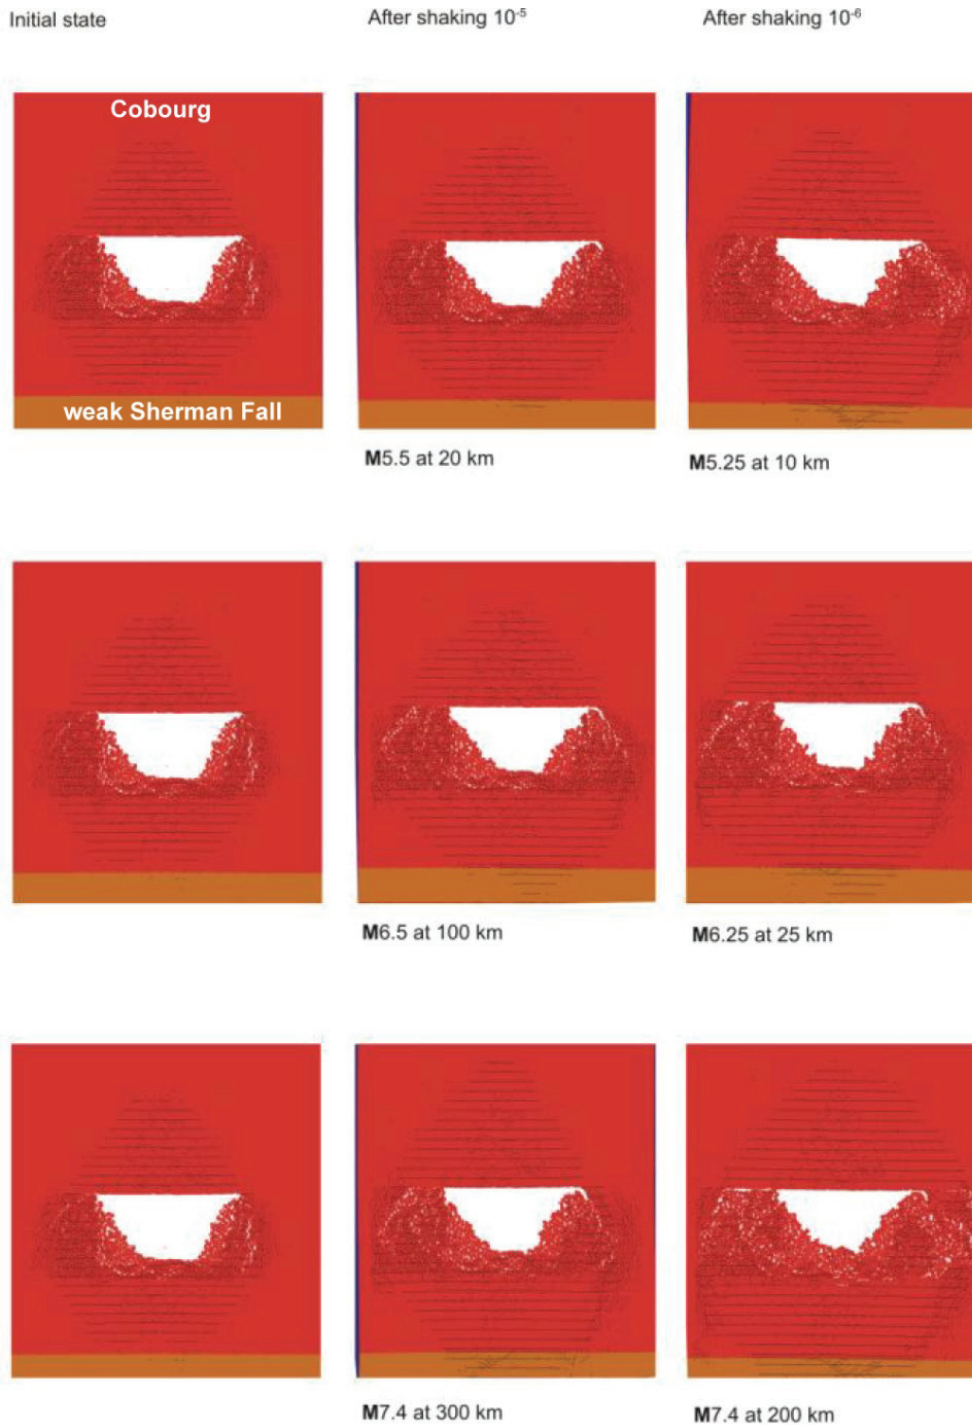 Initial state
After shaking 10⁻⁵
After shaking 10⁻⁶
Cobourg
weak Sherman Fall
M5.5 at 20 km
M5.25 at 10 km
M6.5 at 100 km
M6.25 at 25 km
M7.4 at 300 km
M7.4 at 200 km